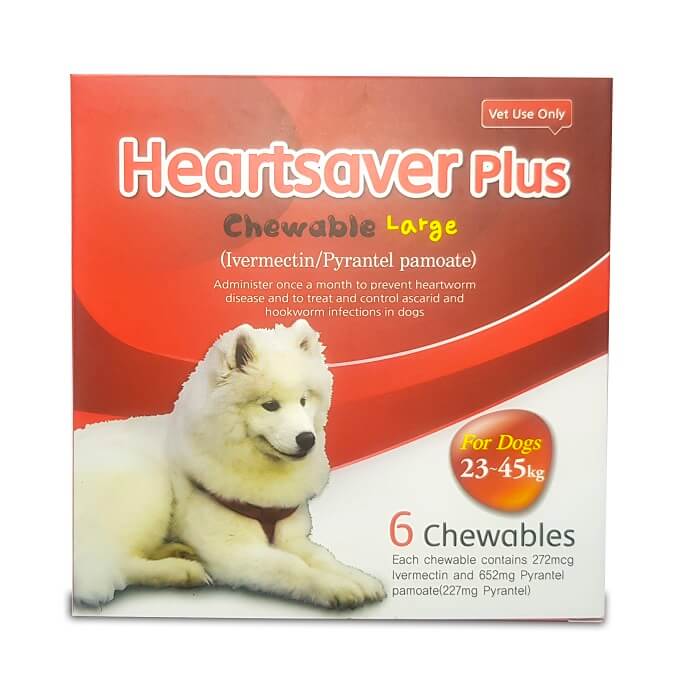 Vet Use Only
Heartsaver Plus
Chewable Large
(Ivermectin/Pyrantel pamoate)
Administer once a month to prevent heartworm
disease and to treat and control ascarid and
hookworm infections in dogs
For Dogs
23~45kg
6 Chewables
Each chewable contains 272mcg
Ivermectin and 652mg Pyrantel
pamoate(227mg Pyrantel)